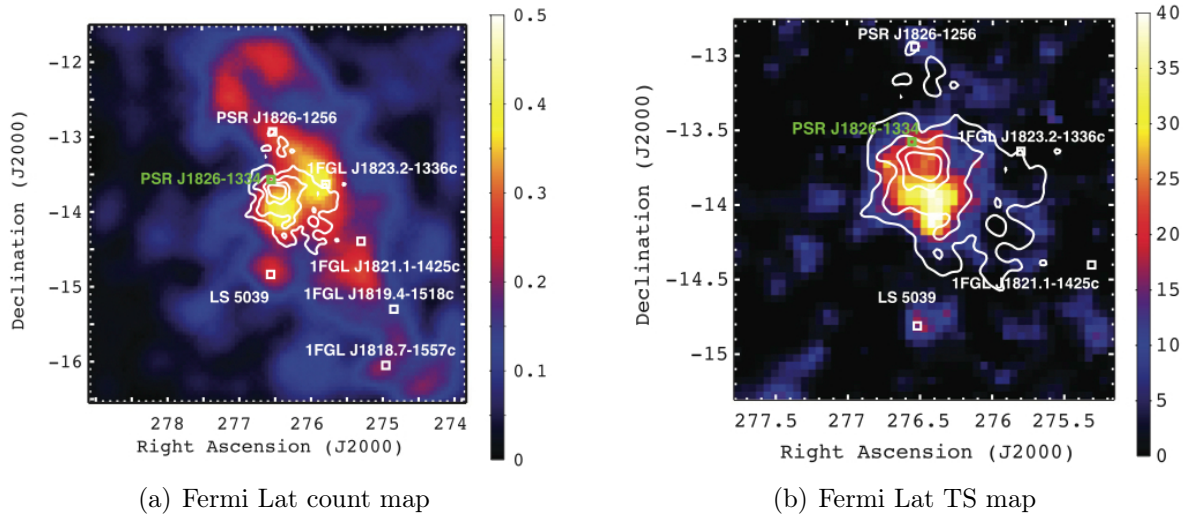 -12
-13
-14
-15
-16
278
277
276
275
274
Declination (J2000)
Right Ascension (J2000)
PSR J1826-1256
1FGL J1823.2-1336c
PSR J1826-1334
1FGL J1821.1-1425c
LS 5039
1FGL J1819.4-1518c
1FGL J1818.7-1557c
0.5
0.4
0.3
0.2
0.1
0
(a) Fermi Lat count map
-13
-13.5
-14
-14.5
-15
277.5
277
276.5
276
275.5
Declination (J2000)
Right Ascension (J2000)
PSR J1826-1256
PSR J1826-1334
1FGL J1823.2-1336c
1FGL J1821.1-1425c
LS 5039
40
35
30
25
20
15
10
5
0
(b) Fermi Lat TS map